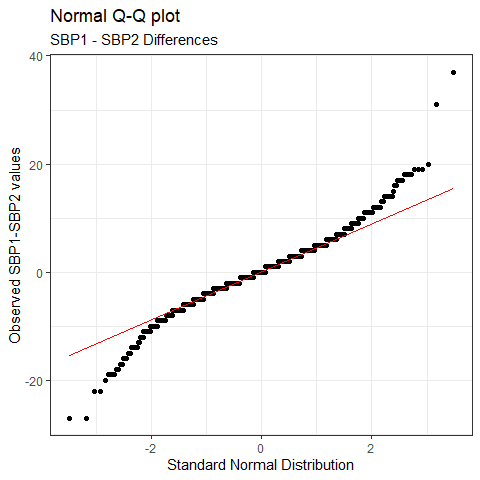 Normal Q-Q plot
SBP1 - SBP2 Differences
Observed SBP1-SBP2 values
40
20
0
-20
-2
0
2
Standard Normal Distribution